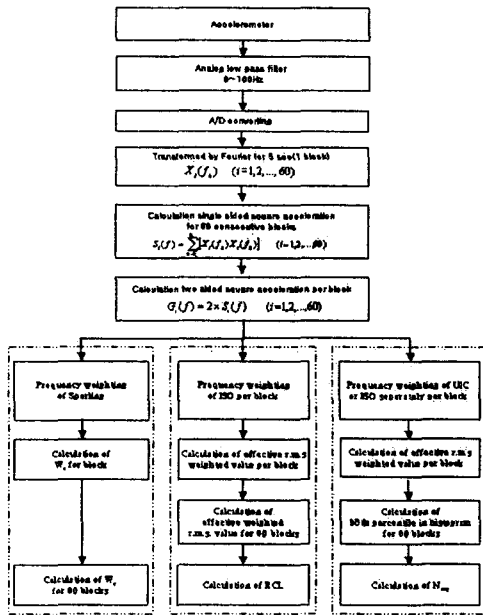 Accelerometer
Analog low pass filter
0~100Hz
A/D converting
Transformed by Fourier for 5 sec(1 block)
(i=1,2,...,60)
Calculation single sided square acceleration
for 60 consecutive blocks
(i=1,2,...,60)
Calculation two sided square acceleration per block
G_i(f) = 2 × S_i(f) (i=1,2,...,60)
Frequency weighting
of Sperling
Calculation of
for block
Calculation of W_z
for 60 blocks
Frequency weighting
of ISO per block
Calculation of effective r.m.s
weighted value per block
Calculation of
effective weighted
r.m.s. value for 60 blocks
Calculation of RCL
Frequency weighting of UIC
or ISO seperately per block
Calculation of effective r.m.s
weighted value per block
Calculation of
percentile in histogram
for 60 blocks
Calculation of